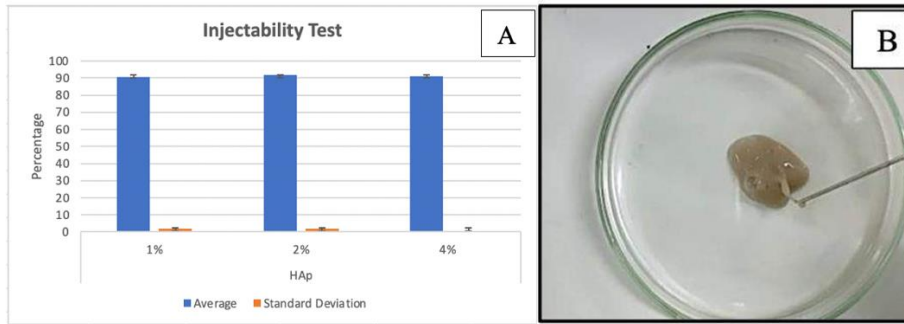 Injectability Test
A
Percentage
100
90
80
70
60
50
40
30
20
10
0
1%
2%
4%
HAp
Average
Standard Deviation
B